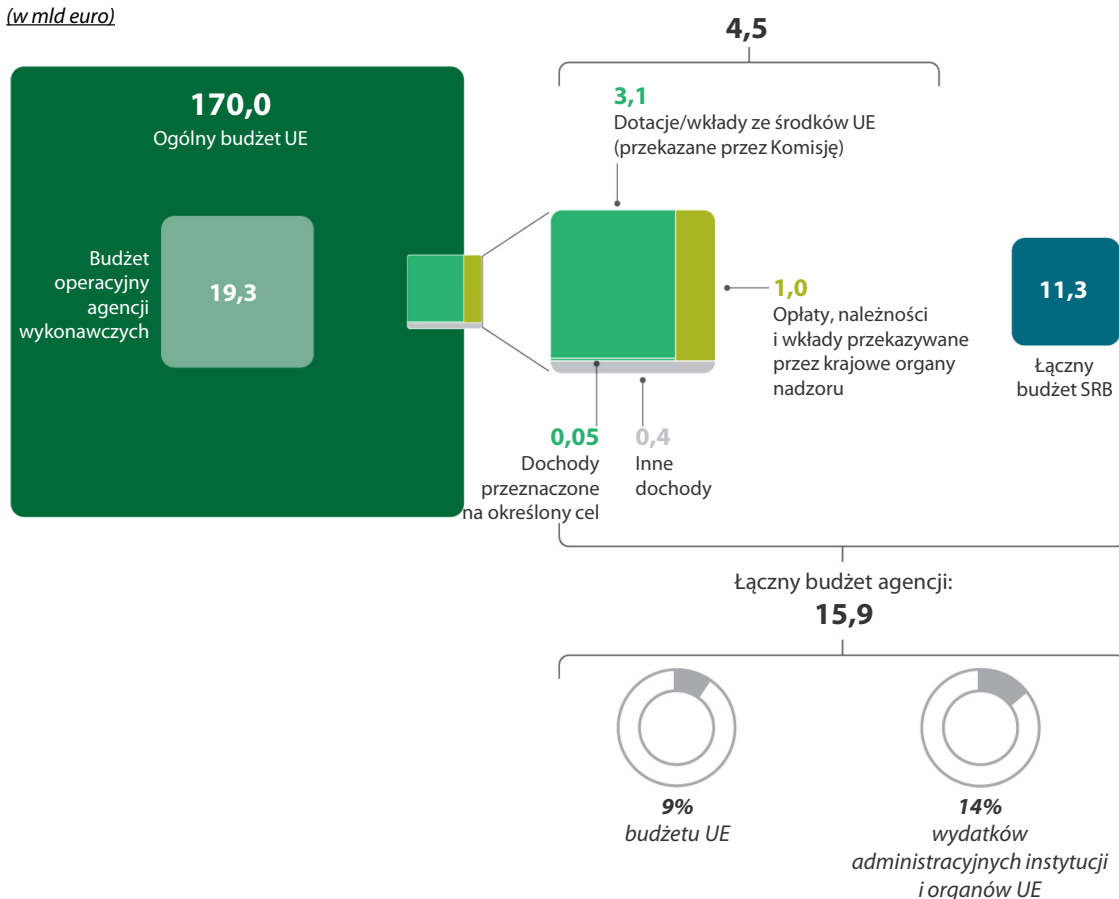 (w mld euro)
4,5
170,0
Ogólny budżet UE
3,1
Dotacje/wkłady ze środków UE
(przekazane przez Komisję)
Budżet
operacyjny
agencji
wykonawczych
19,3
1,0
Opłaty, należności
i wkłady przekazywane
przez krajowe organy
nadzoru
11,3
Łączny
budżet SRB
0,05
Dochody
przeznaczone
na określony cel
0,4
Inne
dochody
Łączny budżet agencji:
15,9
9%
budżetu UE
14%
wydatków
administracyjnych instytucji
i organów UE